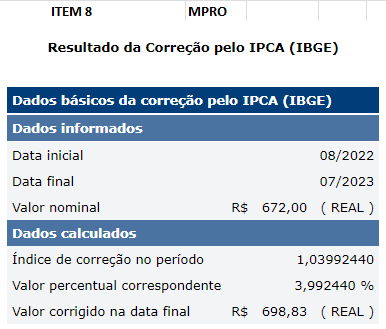 ITEM 8 MPRO
Resultado da Correção pelo IPCA (IBGE)
Dados básicos da correção pelo IPCA (IBGE)
Dados informados
Data inicial 08/2022
Data final 07/2023
Valor nominal R$ 672,00 ( REAL )
Dados calculados
Índice de correção no período 1,03992440
Valor percentual correspondente 3,992440 %
Valor corrigido na data final R$ 698,83 ( REAL )